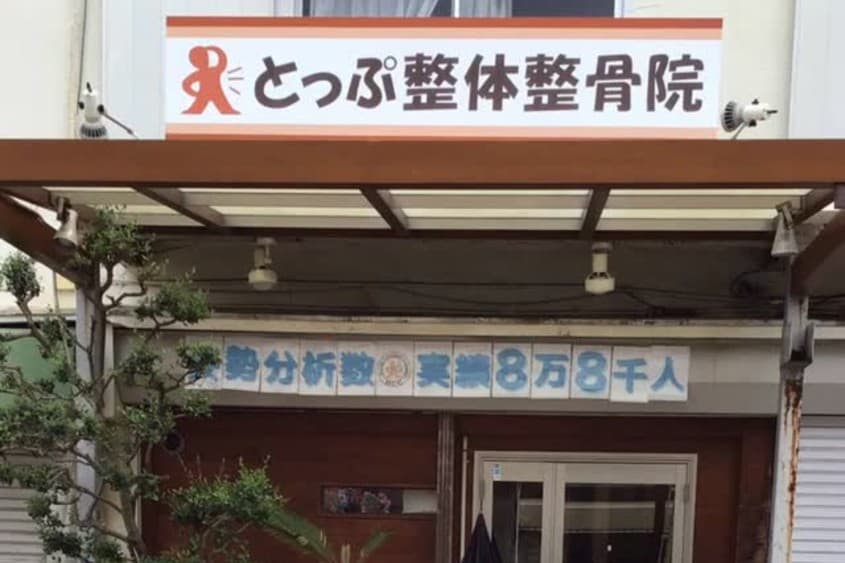 とっぷ整体整骨院
勢分析数 実績8万8千人